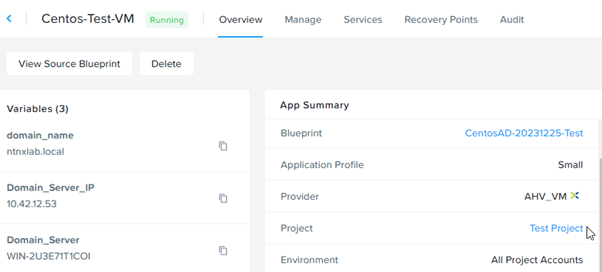 Centos-Test-VM Running Overview Manage Services Recovery Points Audit
View Source Blueprint Delete
Variables (3)
domain_name
ntnxlab.local
Domain_Server_IP
10.42.12.53
Domain_Server
WIN-2U3E71T1COI
App Summary
Blueprint CentosAD-20231225-Test
Application Profile Small
Provider AHV_VM
Project Test Project
Environment All Project Accounts